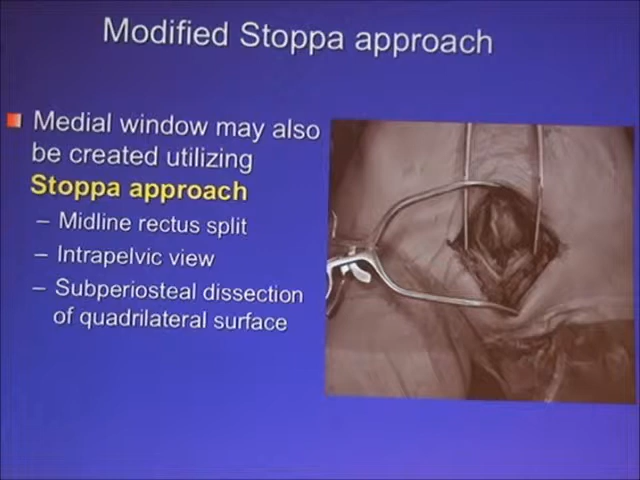 Modified Stoppa approach
Medial window may also
be created utilizing
Stoppa approach
– Midline rectus split
– Intrapelvic view
– Subperiosteal dissection
of quadrilateral surface